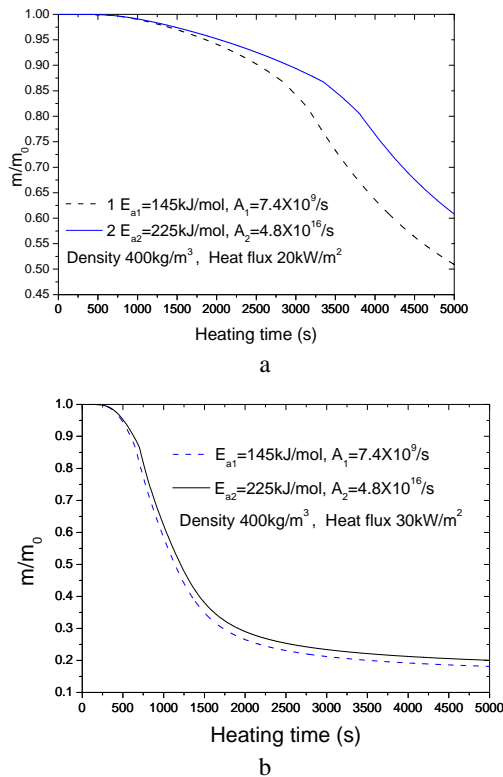 1.00
0.95
0.90
0.85
0.80
0.75
0.70
0.65
0.60
0.55
0.50
0.45
m/m₀
1 Eₐ₁=145kJ/mol, A₁=7.4X10⁹/s
2 Eₐ₂=225kJ/mol, A₂=4.8X10¹⁶/s
Density 400kg/m³ , Heat flux 20kW/m²
0 500 1000 1500 2000 2500 3000 3500 4000 4500 5000
Heating time (s)
a
1.0
0.9
0.8
0.7
0.6
0.5
0.4
0.3
0.2
0.1
m/m₀
Eₐ₁=145kJ/mol, A₁=7.4X10⁹/s
Eₐ₂=225kJ/mol, A₂=4.8X10¹⁶/s
Density 400kg/m³ , Heat flux 30kW/m²
0 500 1000 1500 2000 2500 3000 3500 4000 4500 5000
Heating time (s)
b